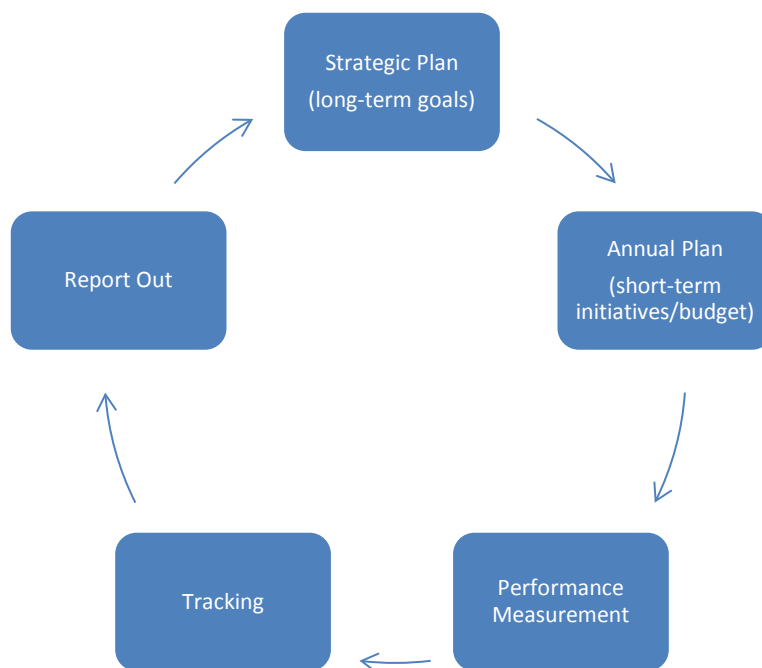 Strategic Plan
(long-term goals)
Annual Plan
(short-term
initiatives/budget)
Performance
Measurement
Tracking
Report Out